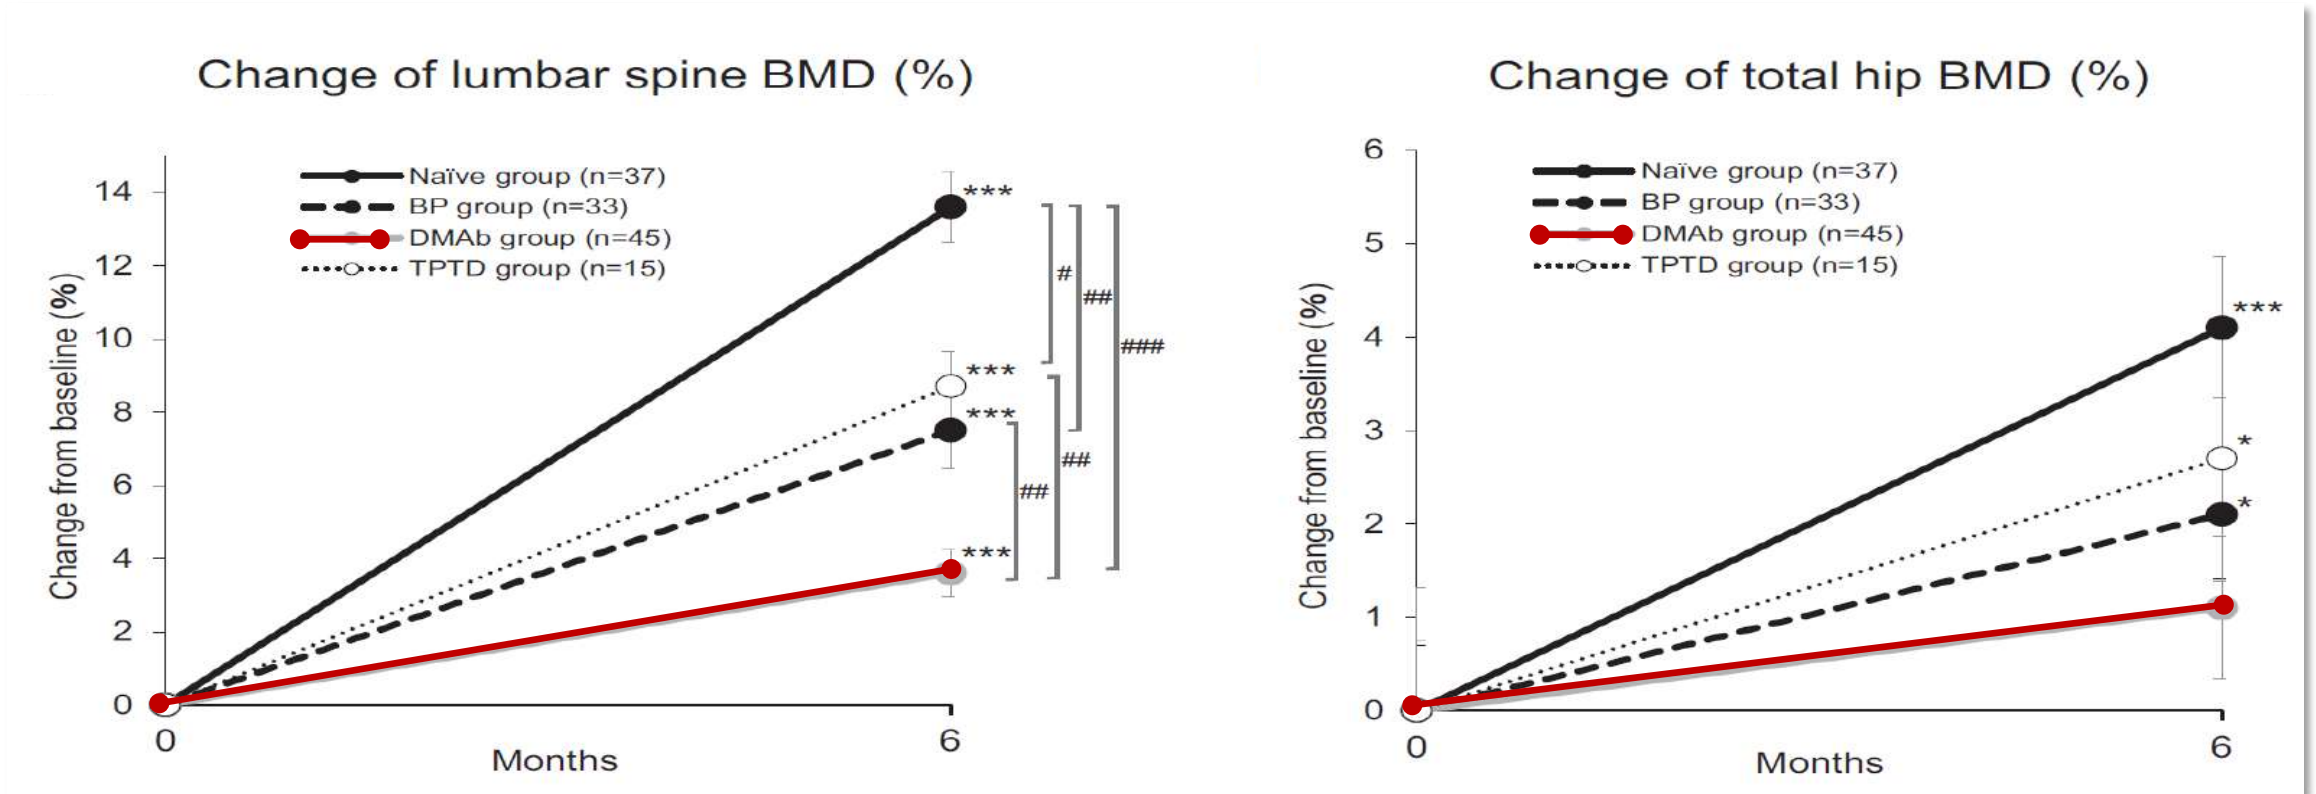 Change of lumbar spine BMD (%)
Naïve group (n=37)
BP group (n=33)
DMAb group (n=45)
TPTD group (n=15)
Change from baseline (%)
14
12
10
8
6
4
2
0
***
***
***
***
#
##
###
##
##
0
6
Months
Change of total hip BMD (%)
Naïve group (n=37)
BP group (n=33)
DMAb group (n=45)
TPTD group (n=15)
Change from baseline (%)
6
5
4
3
2
1
0
***
*
*
0
6
Months